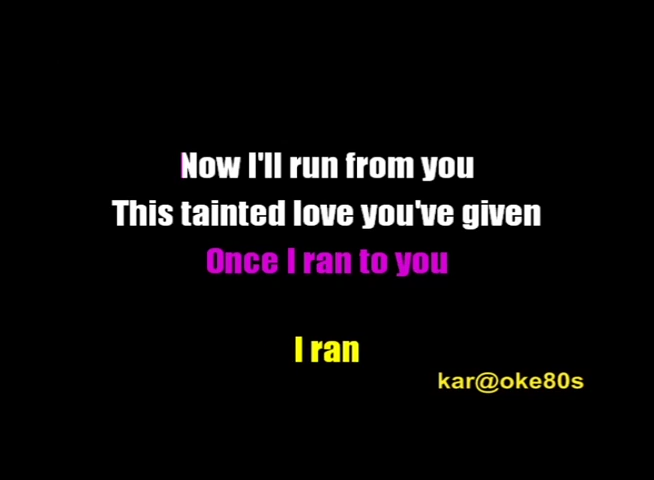 Now I'll run from you
This tainted love you've given
Once I ran to you
I ran
kar@oke80s